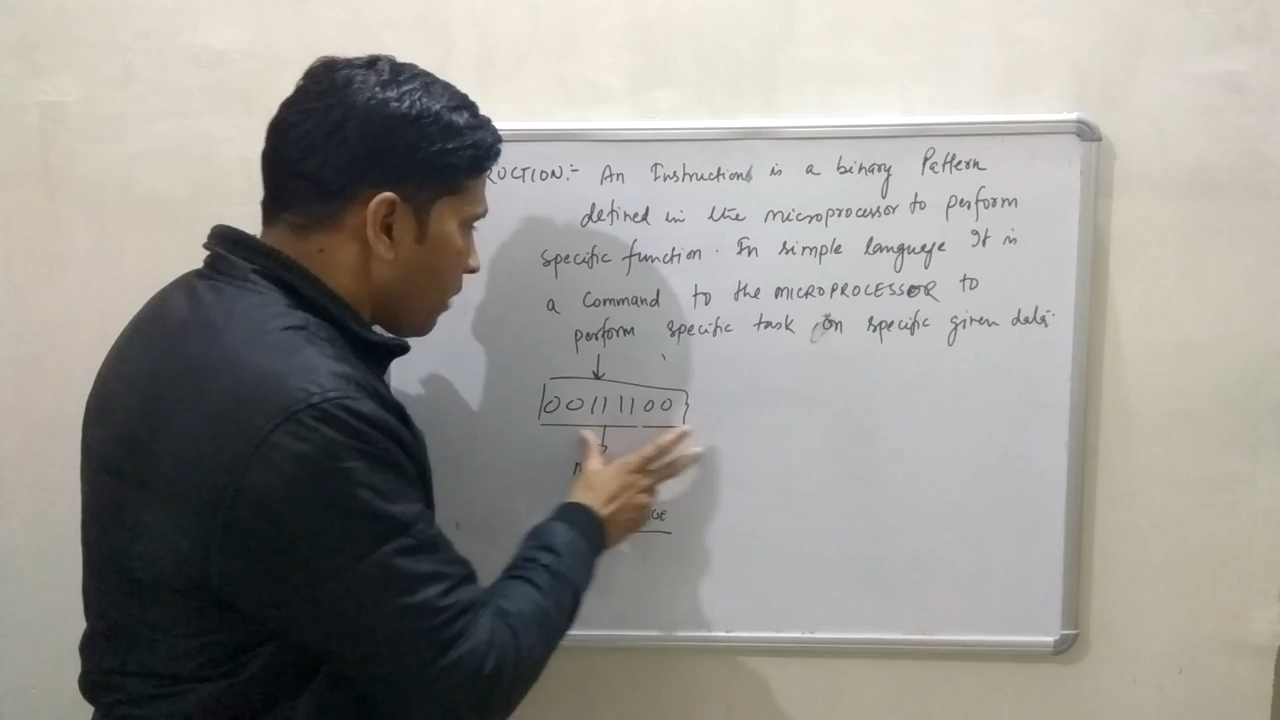 RUCTION:- An Instruction is a binary Pattern
defined in the microprocessor to perform
specific function. In simple language It is
a Command to the MICROPROCESSOR to
perform specific task on specific given data
00111100
GE